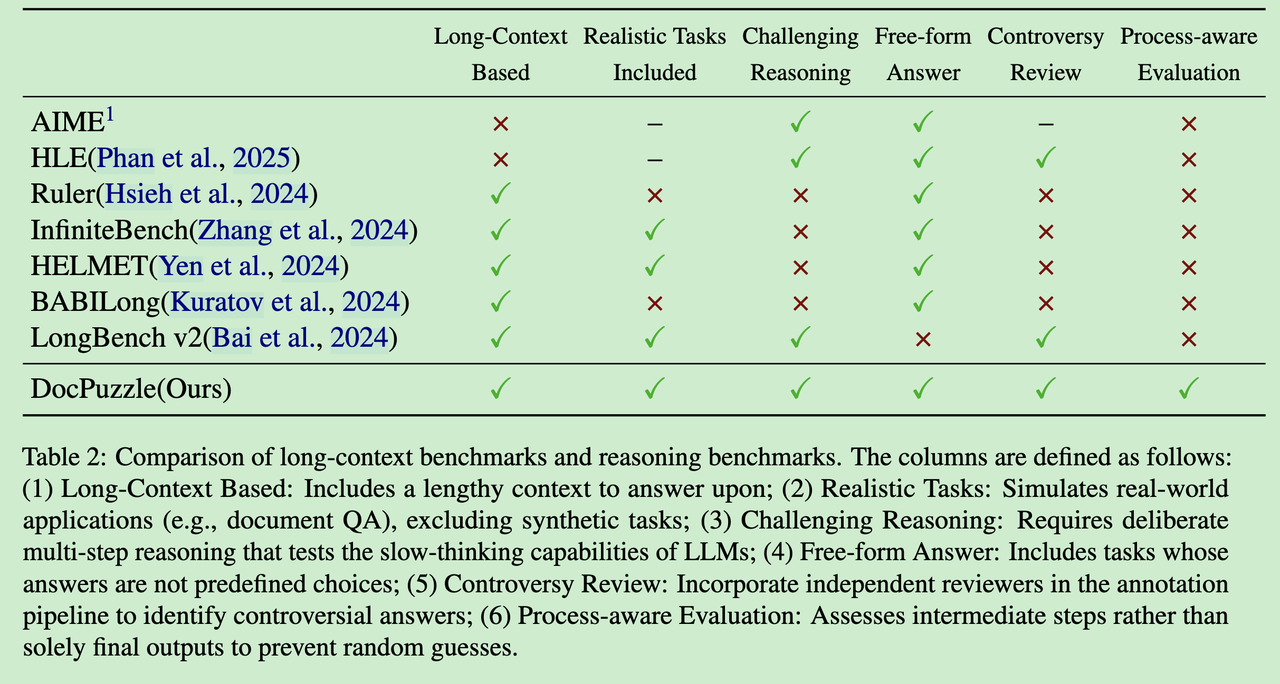 Long-Context Realistic Tasks Challenging Free-form Controversy Process-aware
Based Included Reasoning Answer Review Evaluation
AIME1 ✗ – ✓ ✓ – ✗
HLE(Phan et al., 2025) ✗ – ✓ ✓ ✓ ✗
Ruler(Hsieh et al., 2024) ✓ ✗ ✗ ✓ ✗ ✗
InfiniteBench(Zhang et al., 2024) ✓ ✓ ✗ ✓ ✗ ✗
HELMET(Yen et al., 2024) ✓ ✓ ✗ ✓ ✗ ✗
BABILong(Kuratov et al., 2024) ✓ ✗ ✗ ✓ ✗ ✗
LongBench v2(Bai et al., 2024) ✓ ✓ ✓ ✗ ✓ ✗
DocPuzzle(Ours) ✓ ✓ ✓ ✓ ✓ ✓
Table 2: Comparison of long-context benchmarks and reasoning benchmarks. The columns are defined as follows:
(1) Long-Context Based: Includes a lengthy context to answer upon; (2) Realistic Tasks: Simulates real-world
applications (e.g., document QA), excluding synthetic tasks; (3) Challenging Reasoning: Requires deliberate
multi-step reasoning that tests the slow-thinking capabilities of LLMs; (4) Free-form Answer: Includes tasks whose
answers are not predefined choices; (5) Controversy Review: Incorporate independent reviewers in the annotation
pipeline to identify controversial answers; (6) Process-aware Evaluation: Assesses intermediate steps rather than
solely final outputs to prevent random guesses.